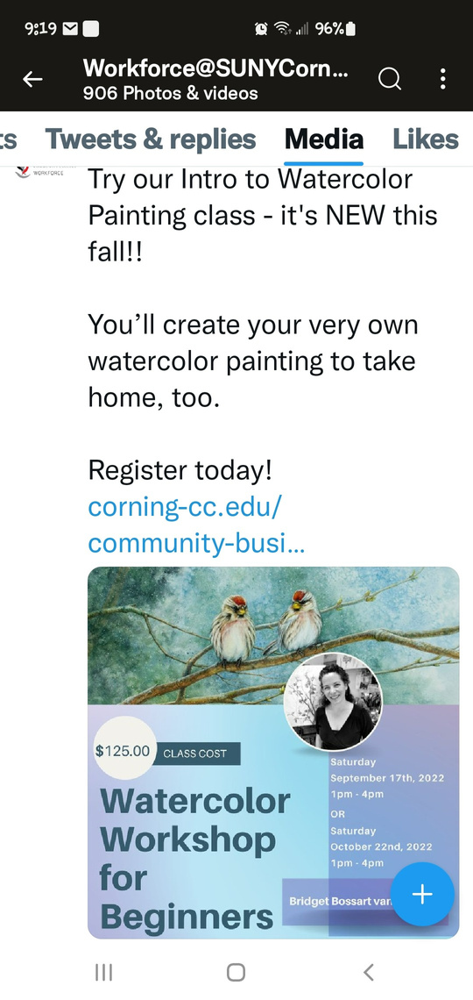 9:19
96%
Workforce@SUNYCorn...
906 Photos & videos
ts
Tweets & replies
Media
Likes
WORKFORCE
Try our Intro to Watercolor
Painting class - it's NEW this
fall!!
You’ll create your very own
watercolor painting to take
home, too.
Register today!
corning-cc.edu/
community-busi...
$125.00
CLASS COST
Watercolor
Workshop
for
Beginners
Saturday
September 17th, 2022
1pm - 4pm
OR
Saturday
October 22nd, 2022
1pm - 4pm
Bridget Bossart van